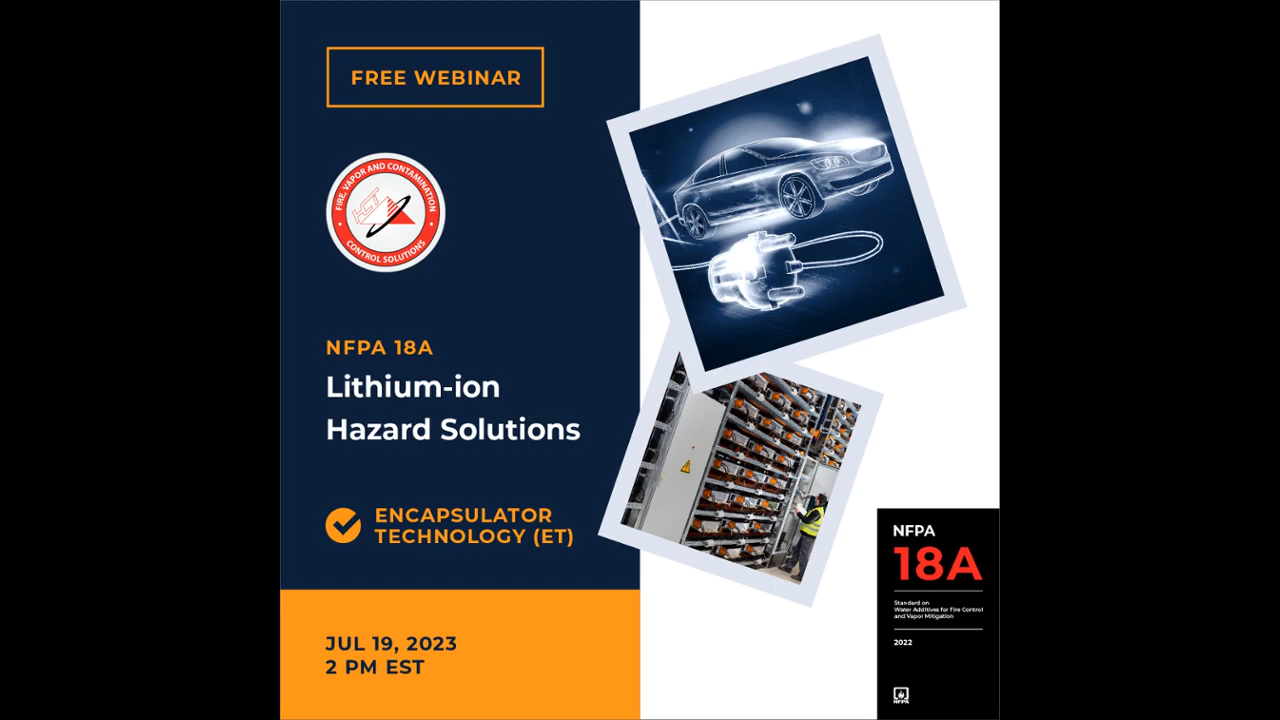 FREE WEBINAR
FIRE, VAPOR AND CONTAMINATION
CONTROL SOLUTIONS
NFPA 18A
Lithium-ion
Hazard Solutions
ENCAPSULATOR
TECHNOLOGY (ET)
JUL 19, 2023
2 PM EST
NFPA
18A
Standard on
Water Additives for Fire Control
and Vapor Mitigation
2022
NFPA